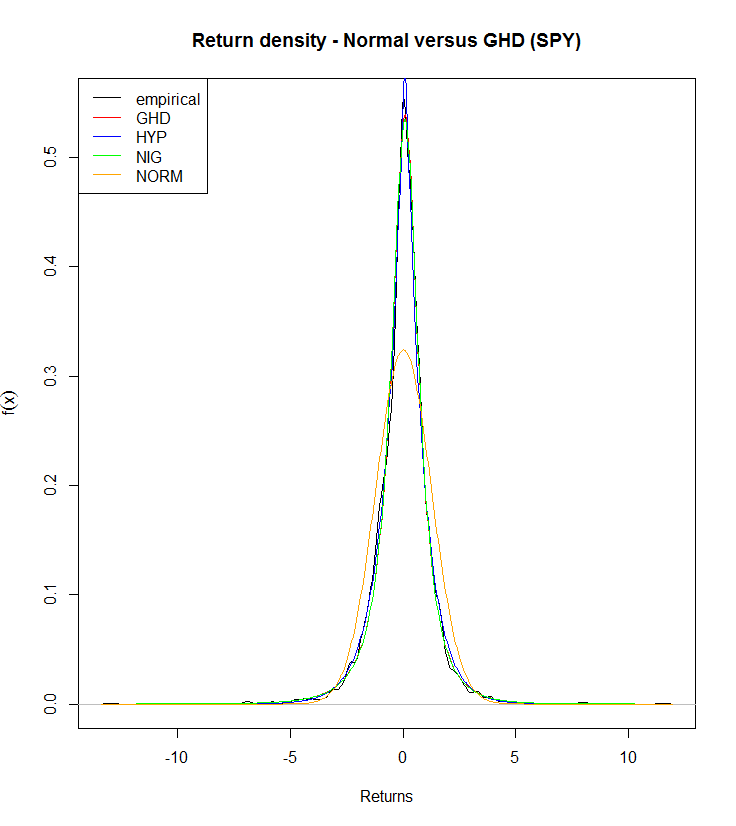 Return density - Normal versus GHD (SPY)
empirical
GHD
HYP
NIG
NORM
f(x)
0.5
0.4
0.3
0.2
0.1
0.0
-10 -5 0 5 10
Returns